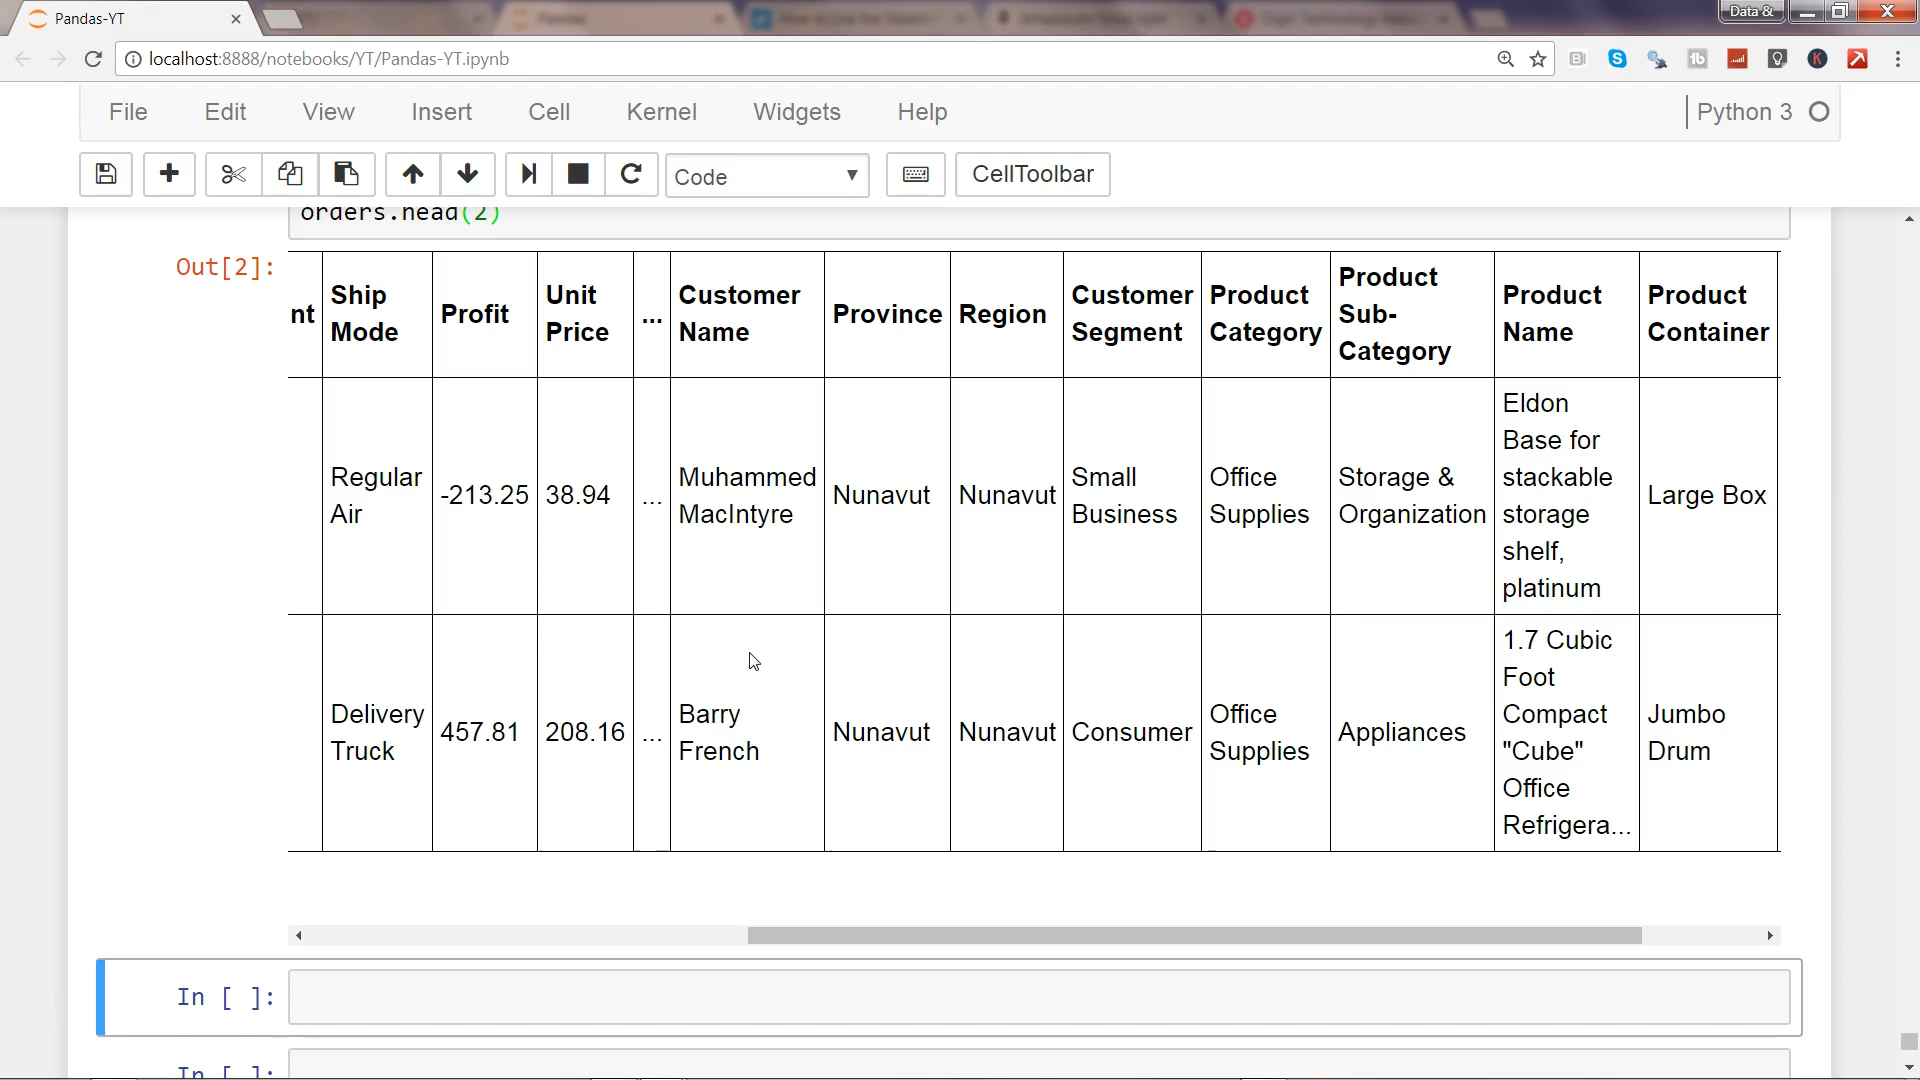 Pandas-YT
Data &
localhost:8888/notebooks/YT/Pandas-YT.ipynb
File Edit View Insert Cell Kernel Widgets Help Python 3
Code CellToolbar
orders.head(2)
Out[2]:
nt Ship Mode Profit Unit Price ... Customer Name Province Region Customer Segment Product Category Product Sub-Category Product Name Product Container
Regular Air -213.25 38.94 ... Muhammed MacIntyre Nunavut Nunavut Small Business Office Supplies Storage & Organization Eldon Base for stackable storage shelf, platinum Large Box
Delivery Truck 457.81 208.16 ... Barry French Nunavut Nunavut Consumer Office Supplies Appliances 1.7 Cubic Foot Compact "Cube" Office Refrigera... Jumbo Drum
In [ ]:
In [ ]: